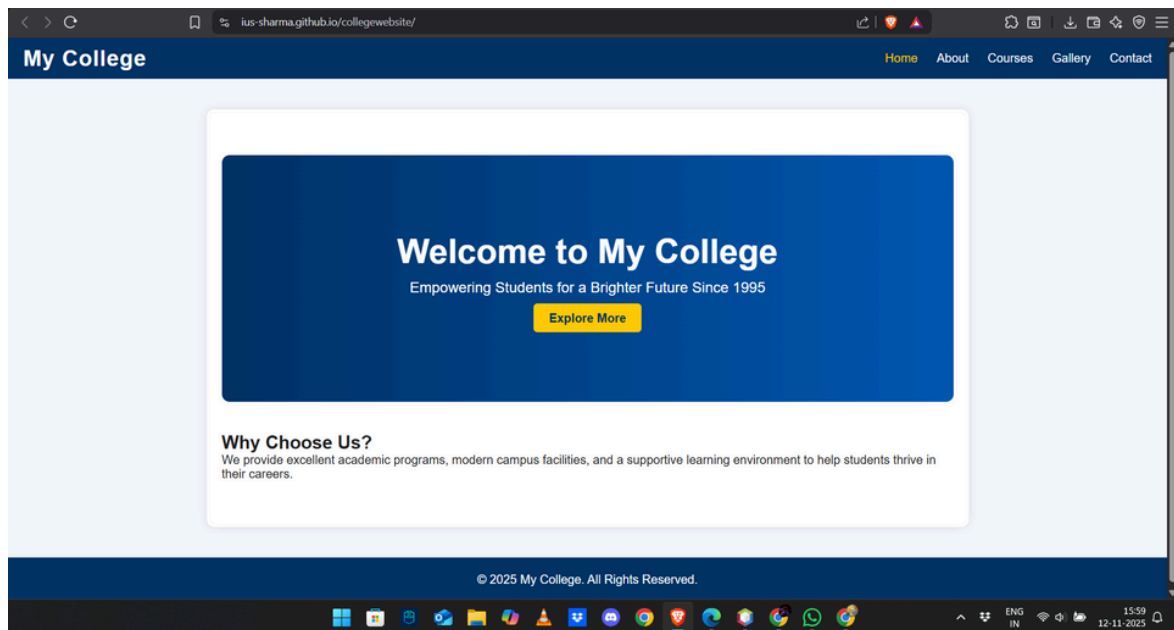 ius-sharma.github.io/collegewebsite/
My College
Home About Courses Gallery Contact
Welcome to My College
Empowering Students for a Brighter Future Since 1995
Explore More
Why Choose Us?
We provide excellent academic programs, modern campus facilities, and a supportive learning environment to help students thrive in
their careers.
© 2025 My College. All Rights Reserved.
ENG
IN
15:59
12-11-2025